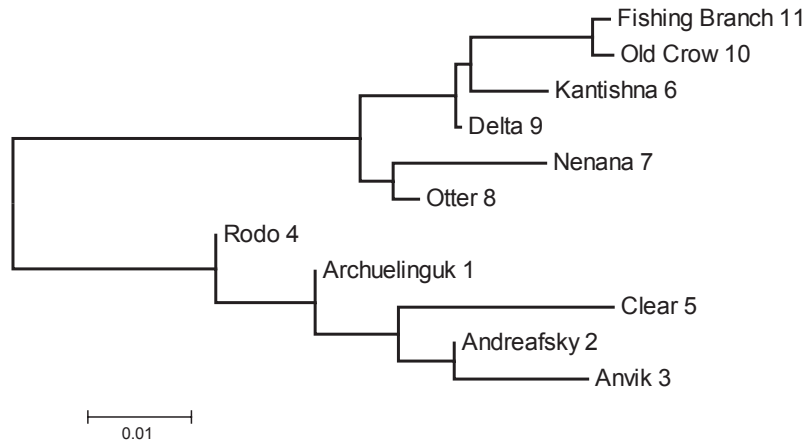 Fishing Branch 11
Old Crow 10
Kantishna 6
Delta 9
Nenana 7
Otter 8
Rodo 4
Archuelinguk 1
Clear 5
Andreafsky 2
Anvik 3
0.01